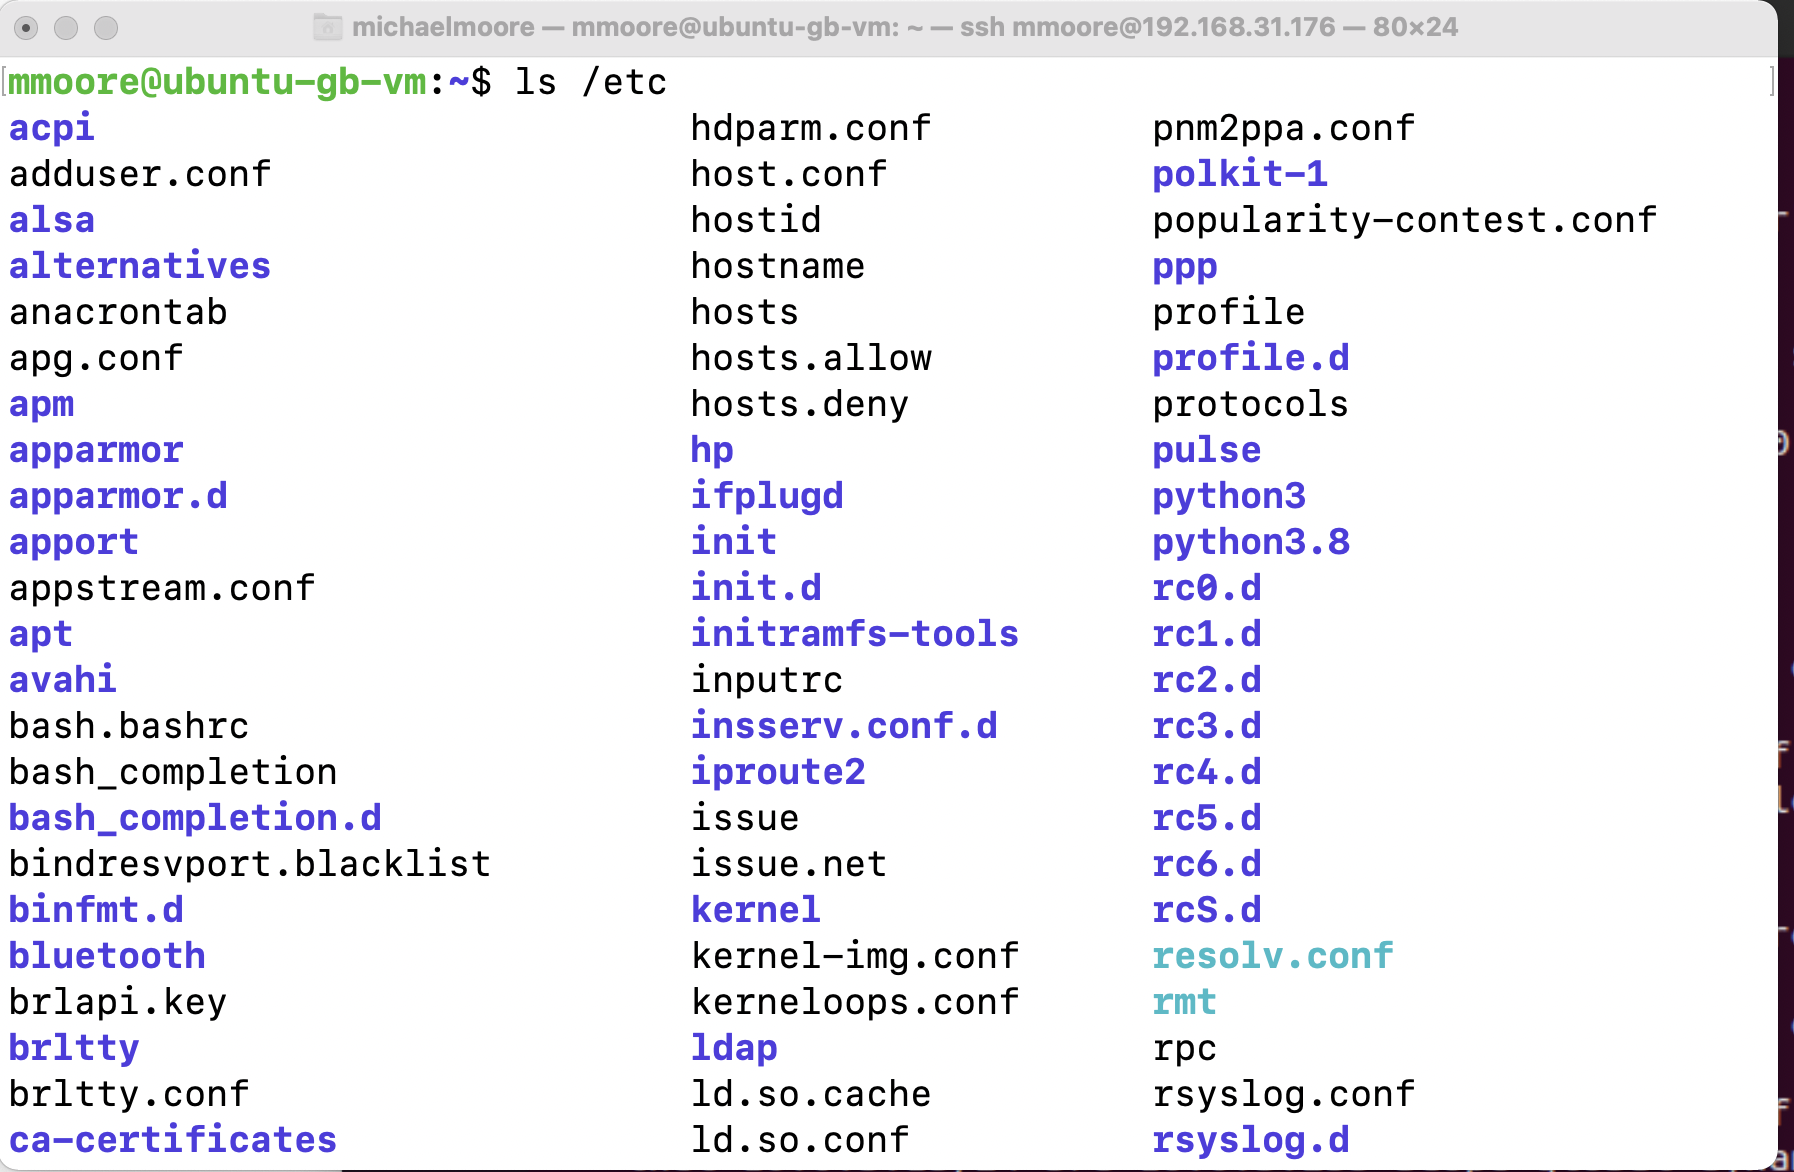 michaelmoore — mmoore@ubuntu-gb-vm: ~ — ssh mmoore@192.168.31.176 — 80×24
[mmoore@ubuntu-gb-vm:~$ ls /etc ]
acpi hdparm.conf pnm2ppa.conf
adduser.conf host.conf polkit-1
alsa hostid popularity-contest.conf
alternatives hostname ppp
anacrontab hosts profile
apg.conf hosts.allow profile.d
apm hosts.deny protocols
apparmor hp pulse
apparmor.d ifplugd python3
apport init python3.8
appstream.conf init.d rc0.d
apt initramfs-tools rc1.d
avahi inputrc rc2.d
bash.bashrc insserv.conf.d rc3.d
bash_completion iproute2 rc4.d
bash_completion.d issue rc5.d
bindresvport.blacklist issue.net rc6.d
binfmt.d kernel rcS.d
bluetooth kernel-img.conf resolv.conf
brlapi.key kerneloops.conf rmt
brltty ldap rpc
brltty.conf ld.so.cache rsyslog.conf
ca-certificates ld.so.conf rsyslog.d